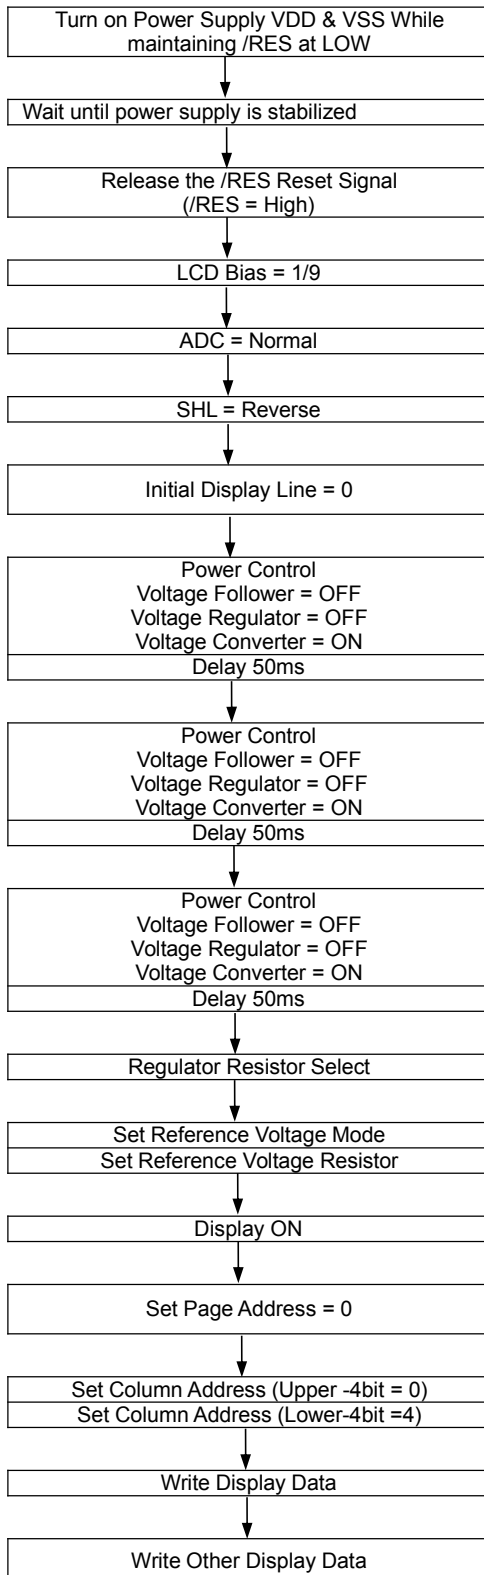 Turn on Power Supply VDD & VSS While
maintaining /RES at LOW
Wait until power supply is stabilized
Release the /RES Reset Signal
(/RES = High)
LCD Bias = 1/9
ADC = Normal
SHL = Reverse
Initial Display Line = 0
Power Control
Voltage Follower = OFF
Voltage Regulator = OFF
Voltage Converter = ON
Delay 50ms
Power Control
Voltage Follower = OFF
Voltage Regulator = OFF
Voltage Converter = ON
Delay 50ms
Power Control
Voltage Follower = OFF
Voltage Regulator = OFF
Voltage Converter = ON
Delay 50ms
Regulator Resistor Select
Set Reference Voltage Mode
Set Reference Voltage Resistor
Display ON
Set Page Address = 0
Set Column Address (Upper -4bit = 0)
Set Column Address (Lower-4bit =4)
Write Display Data
Write Other Display Data